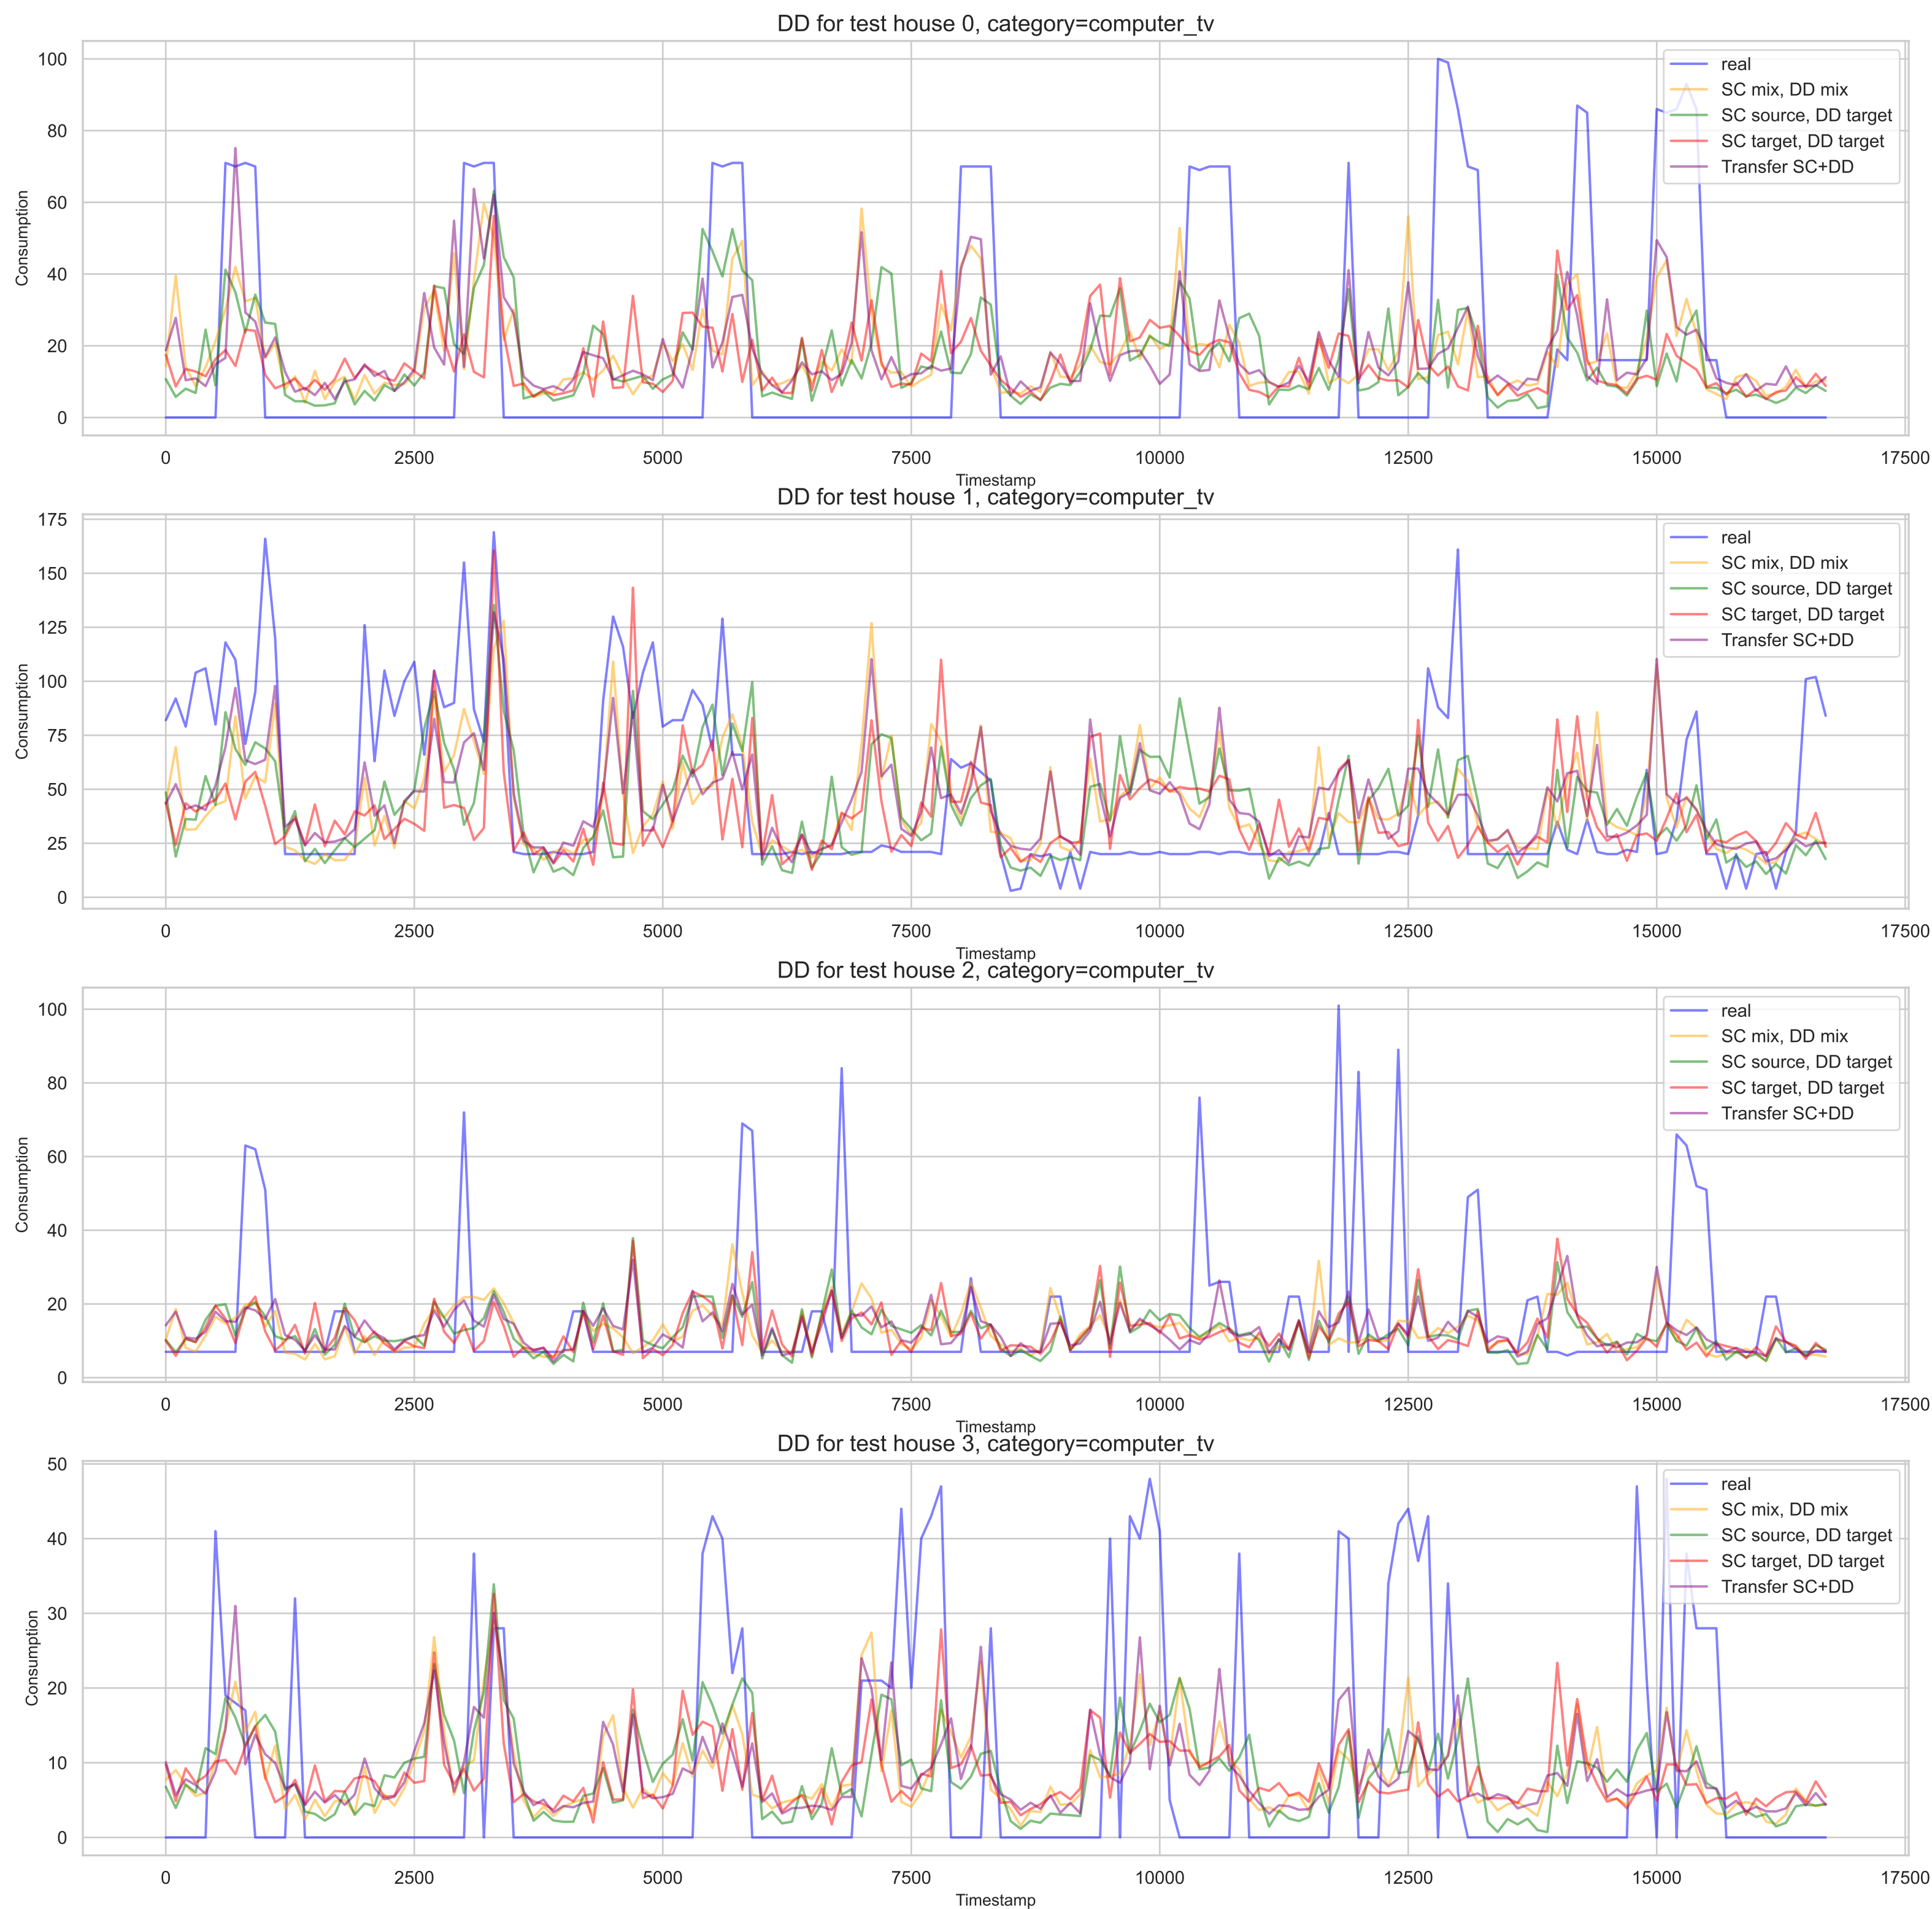 DD for test house 0, category=computer_tv
100
80
60
40
20
0
Consumption
real
SC mix, DD mix
SC source, DD target
SC target, DD target
Transfer SC+DD
0 2500 5000 7500 10000 12500 15000 17500
Timestamp
DD for test house 1, category=computer_tv
175
150
125
100
75
50
25
0
Consumption
real
SC mix, DD mix
SC source, DD target
SC target, DD target
Transfer SC+DD
0 2500 5000 7500 10000 12500 15000 17500
Timestamp
DD for test house 2, category=computer_tv
100
80
60
40
20
0
Consumption
real
SC mix, DD mix
SC source, DD target
SC target, DD target
Transfer SC+DD
0 2500 5000 7500 10000 12500 15000 17500
Timestamp
DD for test house 3, category=computer_tv
50
40
30
20
10
0
Consumption
real
SC mix, DD mix
SC source, DD target
SC target, DD target
Transfer SC+DD
0 2500 5000 7500 10000 12500 15000 17500
Timestamp